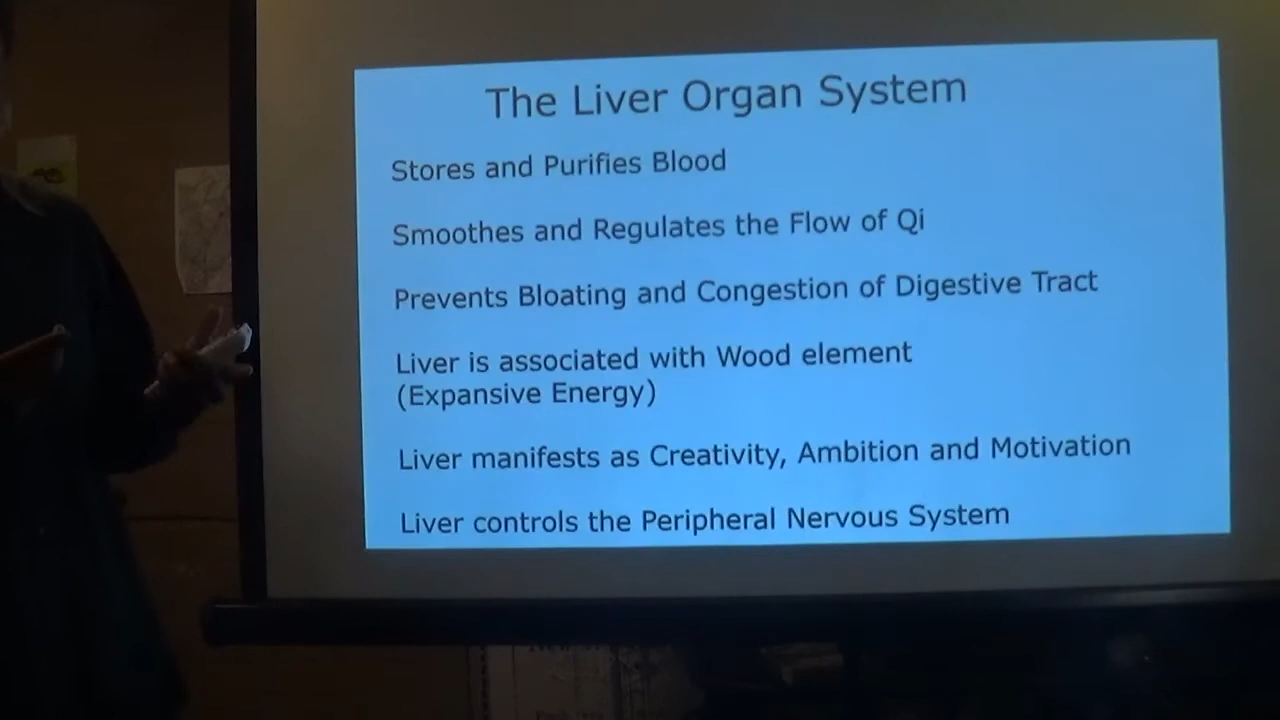 The Liver Organ System
Stores and Purifies Blood
Smoothes and Regulates the Flow of Qi
Prevents Bloating and Congestion of Digestive Tract
Liver is associated with Wood element
(Expansive Energy)
Liver manifests as Creativity, Ambition and Motivation
Liver controls the Peripheral Nervous System